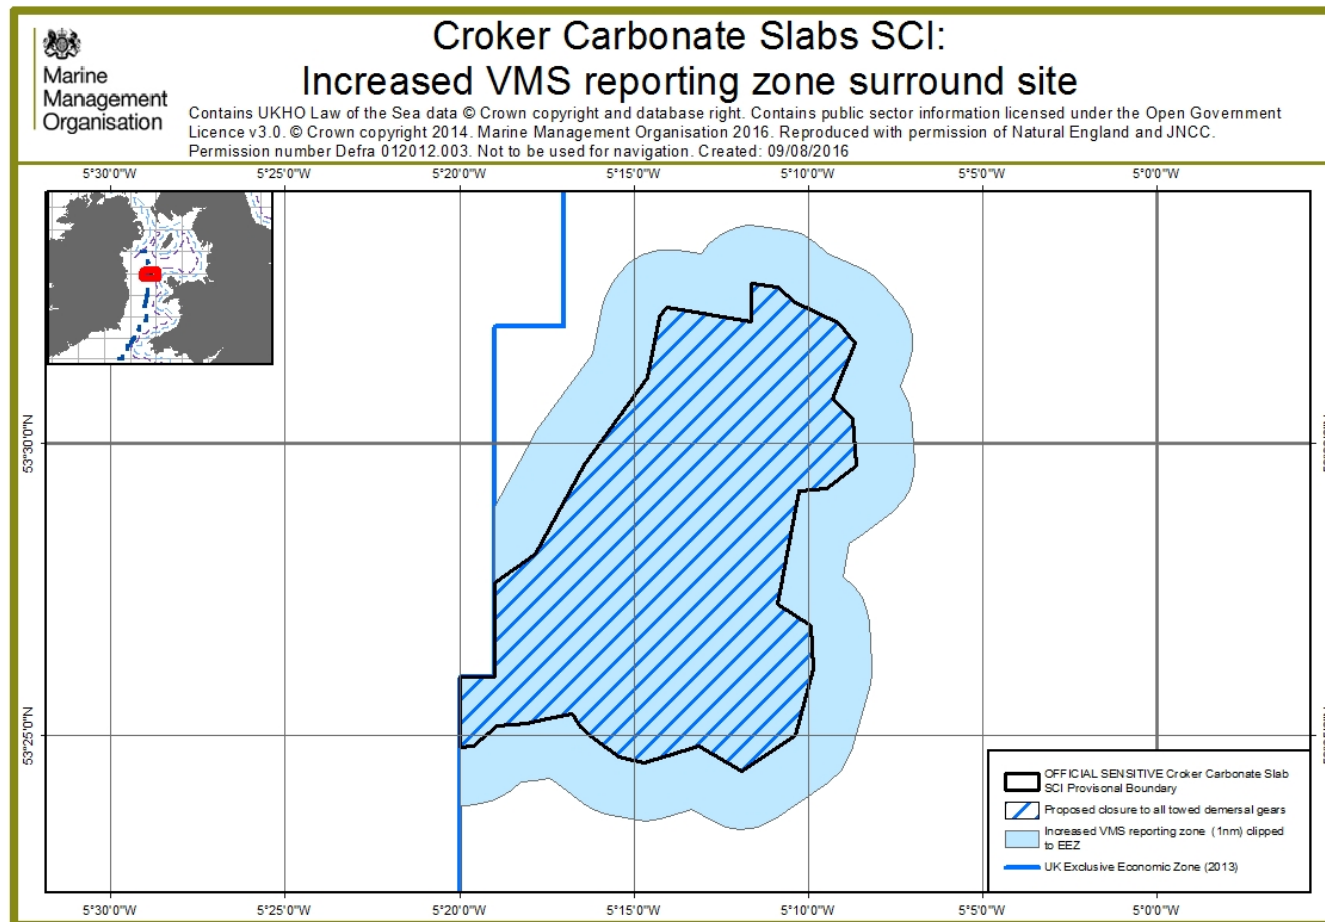 Marine
Management
Organisation
Croker Carbonate Slabs SCI:
Increased VMS reporting zone surround site
Contains UKHO Law of the Sea data © Crown copyright and database right. Contains public sector information licensed under the Open Government
Licence v3.0. © Crown copyright 2014. Marine Management Organisation 2016. Reproduced with permission of Natural England and JNCC.
Permission number Defra 012012.003. Not to be used for navigation. Created: 09/08/2016
5°30'0"W 5°25'0"W 5°20'0"W 5°15'0"W 5°10'0"W 5°5'0"W 5°0'0"W
53°30'0"N
53°25'0"N
OFFICIAL SENSITIVE Croker Carbonate Slab
SCI Provisonal Boundary
Proposed closure to all towed demersal gears
Increased VMS reporting zone (1nm) clipped
to EEZ
UK Exclusive Economic Zone (2013)
5°30'0"W 5°25'0"W 5°20'0"W 5°15'0"W 5°10'0"W 5°5'0"W 5°0'0"W